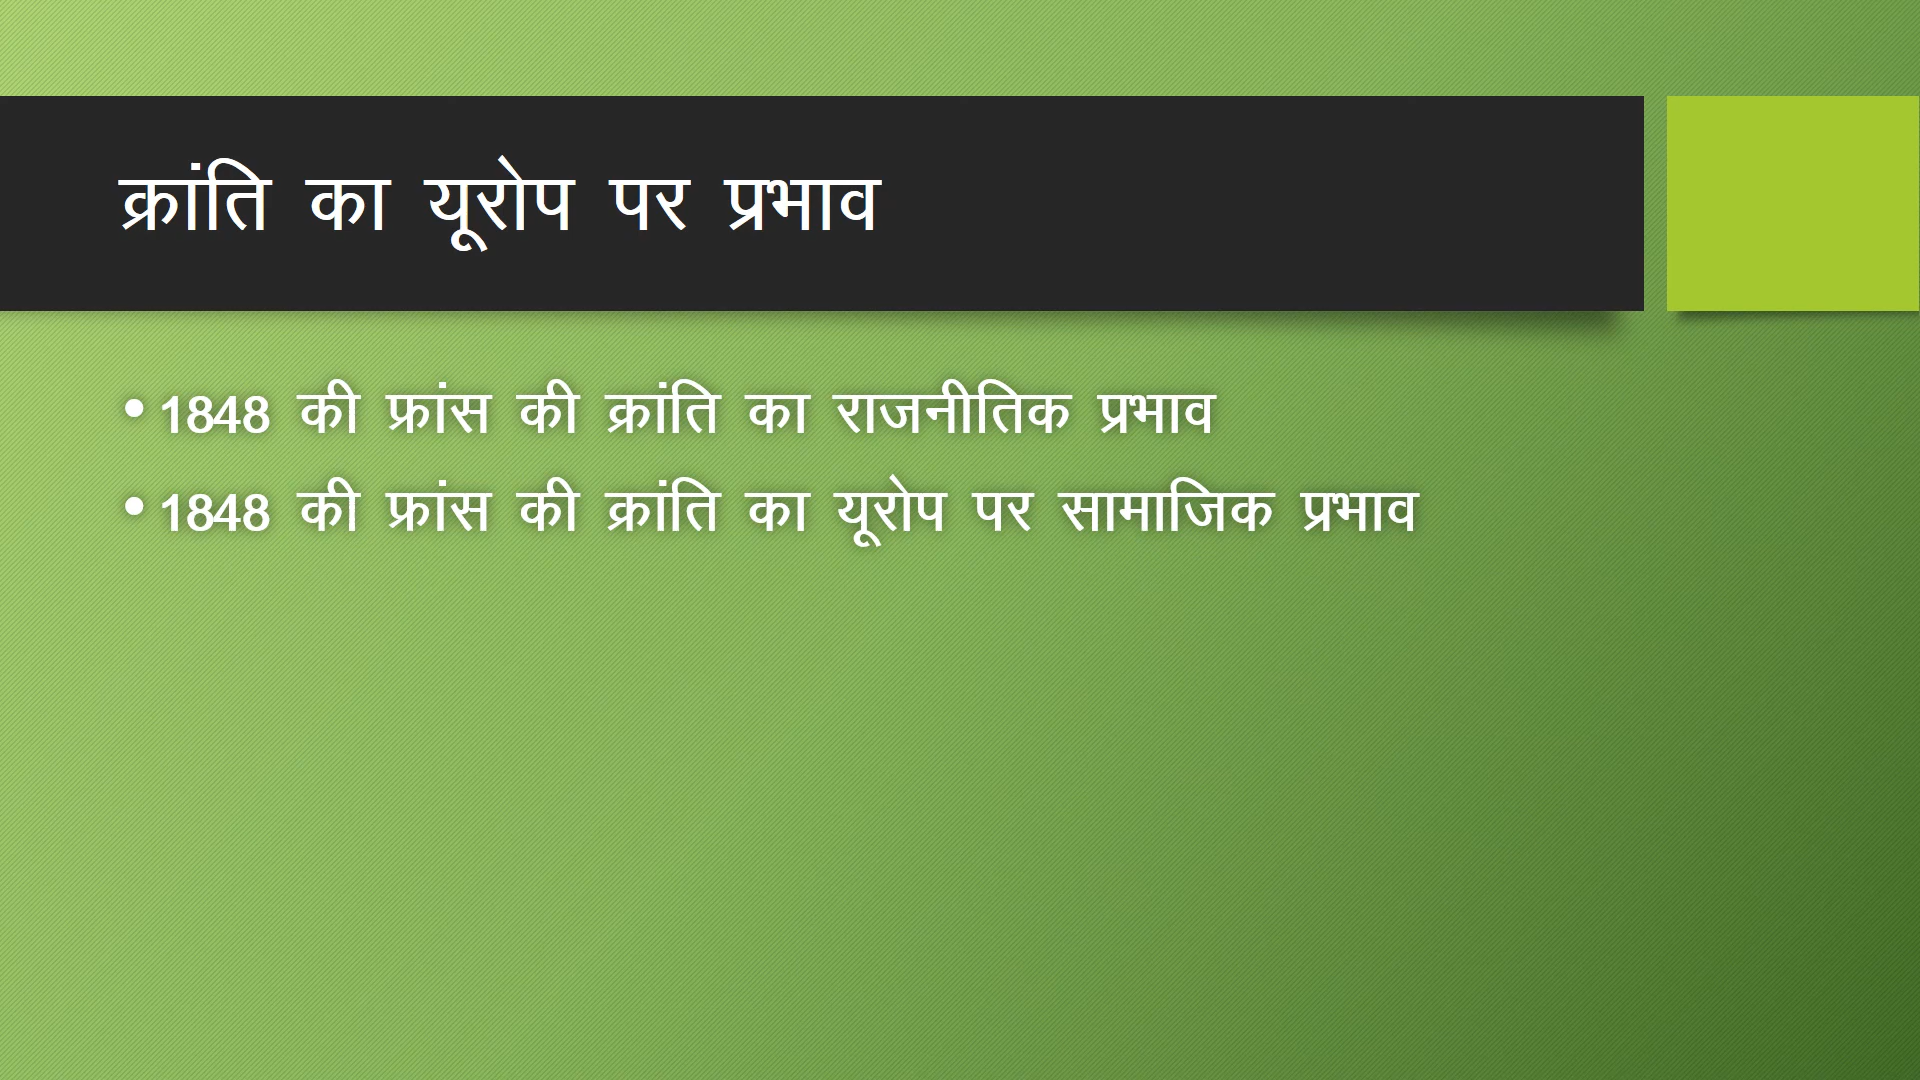 क्रांति का यूरोप पर प्रभाव
• 1848 की फ्रांस की क्रांति का राजनीतिक प्रभाव
• 1848 की फ्रांस की क्रांति का यूरोप पर सामाजिक प्रभाव